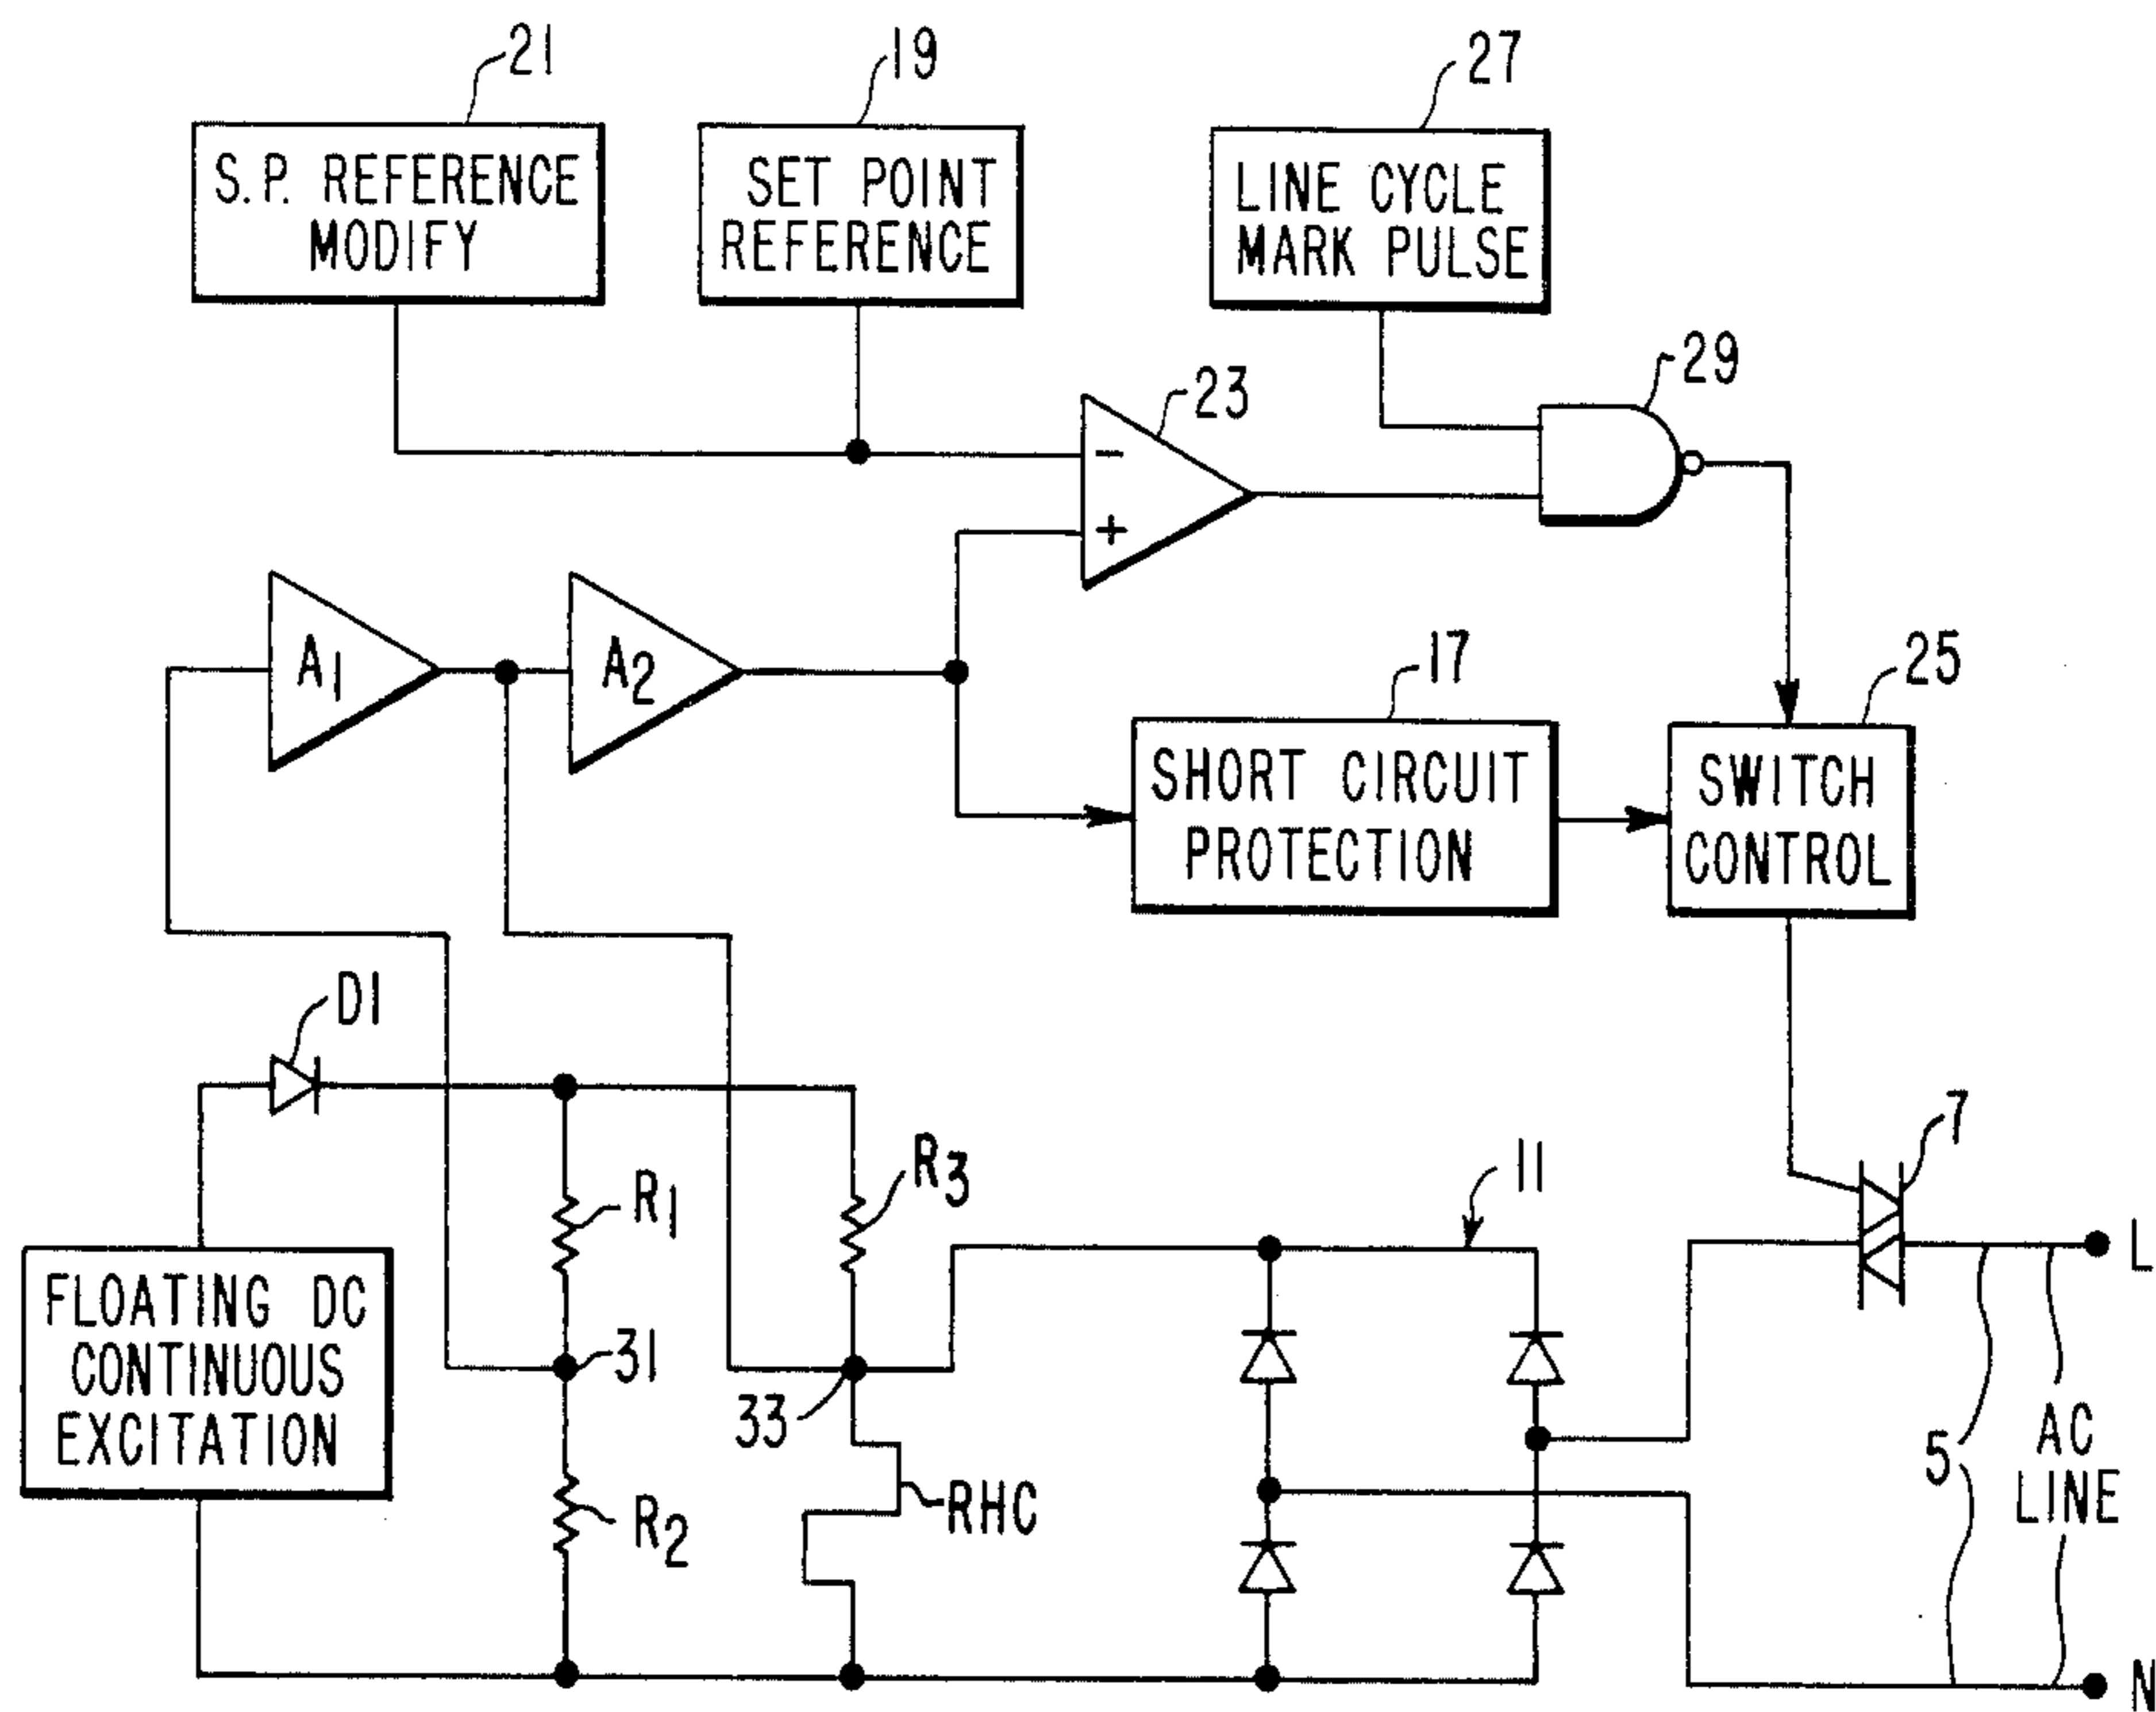 21
19
27
S.P. REFERENCE
MODIFY
SET POINT
REFERENCE
LINE CYCLE
MARK PULSE
29
23
−
+
A1
A2
17
25
SHORT CIRCUIT
PROTECTION
SWITCH
CONTROL
D1
7
R1
R3
11
L
FLOATING DC
CONTINUOUS
EXCITATION
31
33
RHC
R2
5
AC
LINE
N